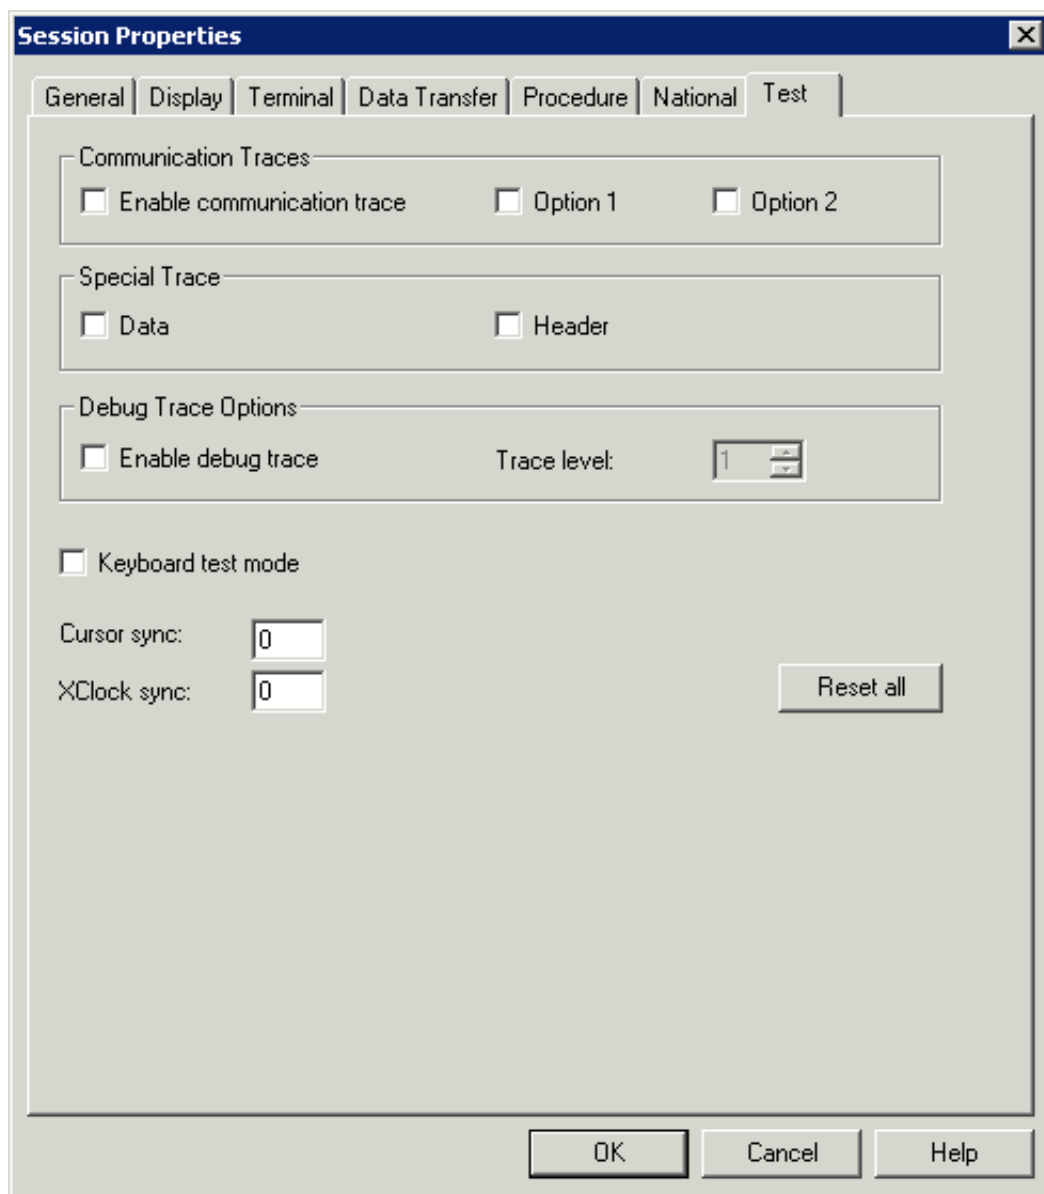 Session Properties
General Display Terminal Data Transfer Procedure National Test
Communication Traces
Enable communication trace Option 1 Option 2
Special Trace
Data Header
Debug Trace Options
Enable debug trace Trace level: 1
Keyboard test mode
Cursor sync: 0
XClock sync: 0 Reset all
OK Cancel Help